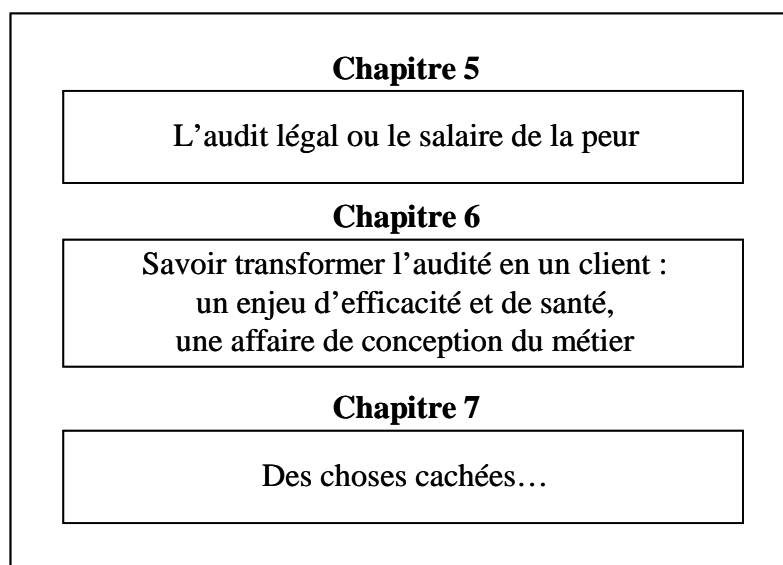 Chapitre 5
L’audit légal ou le salaire de la peur
Chapitre 6
Savoir transformer l’audité en un client :
un enjeu d’efficacité et de santé,
une affaire de conception du métier
Chapitre 7
Des choses cachées…